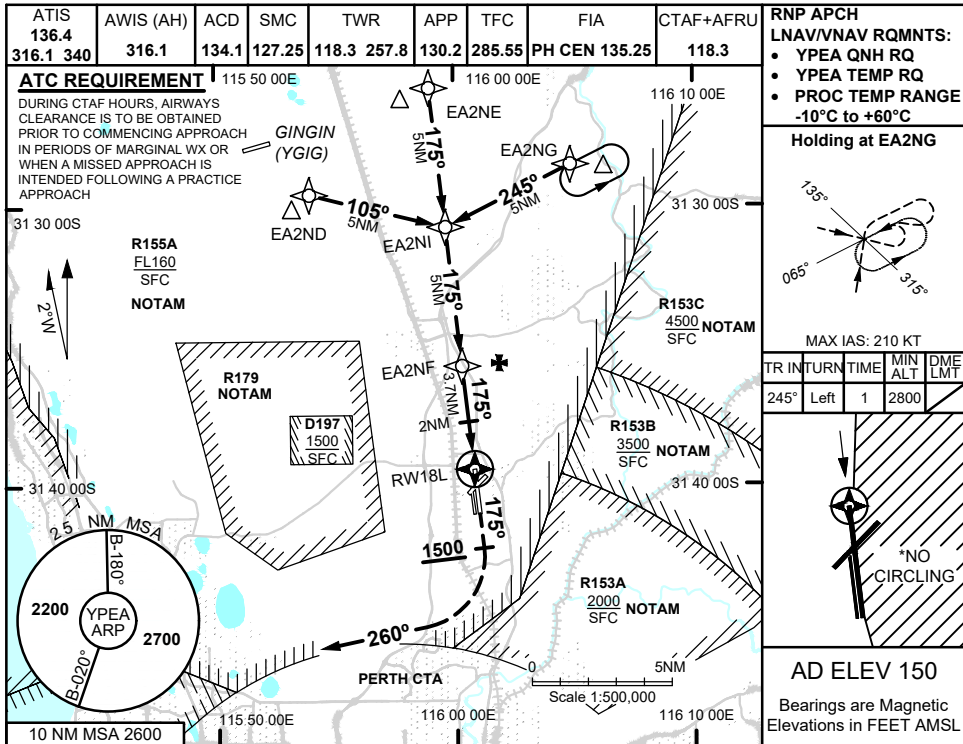 ATIS
136.4
316.1 340
AWIS (AH)
316.1
ACD
134.1
SMC
127.25
TWR
118.3 257.8
APP
130.2
TFC
285.55
FIA
PH CEN 135.25
CTAF+AFRU
118.3
RNP APCH
LNAV/VNAV RQMNTS:
• YPEA QNH RQ
• YPEA TEMP RQ
• PROC TEMP RANGE
-10°C to +60°C
ATC REQUIREMENT
DURING CTAF HOURS, AIRWAYS
CLEARANCE IS TO BE OBTAINED
PRIOR TO COMMENCING APPROACH
IN PERIODS OF MARGINAL WX OR
WHEN A MISSED APPROACH IS
INTENDED FOLLOWING A PRACTICE
APPROACH
115 50 00E
116 00 00E
116 10 00E
GINGIN
(YGIG)
EA2NE
175°
5NM
EA2NG
245°
5NM
105°
5NM
EA2ND
EA2NI
31 30 00S
31 30 00S
R155A
FL160
SFC
NOTAM
2°W
175°
5NM
R153C
4500
SFC
NOTAM
R179
NOTAM
D197
1500
SFC
EA2NF
3.7NM
175°
2NM
R153B
3500
SFC
NOTAM
RW18L
31 40 00S
31 40 00S
175°
1500
R153A
2000
SFC
NOTAM
260°
2.5 NM MSA
B-180°
2200
YPEA
ARP
2700
B-020°
10 NM MSA 2600
PERTH CTA
0
5NM
Scale 1:500,000
115 50 00E
116 00 00E
116 10 00E
Holding at EA2NG
135°
065°
315°
MAX IAS: 210 KT
TR IN
TURN
TIME
MIN
ALT
DME
LMT
245°
Left
1
2800
*NO
CIRCLING
AD ELEV 150
Bearings are Magnetic
Elevations in FEET AMSL